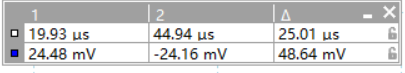 1 2 Δ
19.93 µs 44.94 µs 25.01 µs
24.48 mV -24.16 mV 48.64 mV